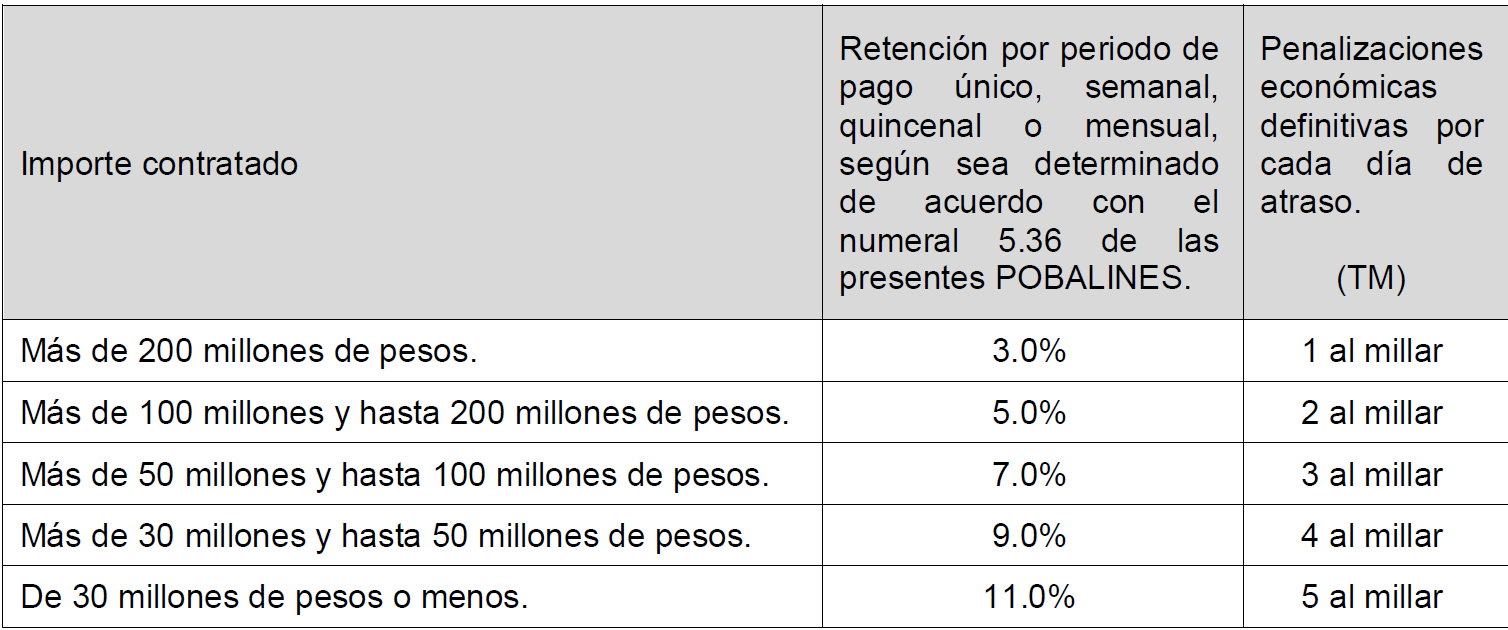 Importe contratado
Retención por periodo de
pago único, semanal,
quincenal o mensual,
según sea determinado
de acuerdo con el
numeral 5.36 de las
presentes POBALINES.
Penalizaciones
económicas
definitivas por
cada día de
atraso.
(TM)
Más de 200 millones de pesos. 3.0% 1 al millar
Más de 100 millones y hasta 200 millones de pesos. 5.0% 2 al millar
Más de 50 millones y hasta 100 millones de pesos. 7.0% 3 al millar
Más de 30 millones y hasta 50 millones de pesos. 9.0% 4 al millar
De 30 millones de pesos o menos. 11.0% 5 al millar